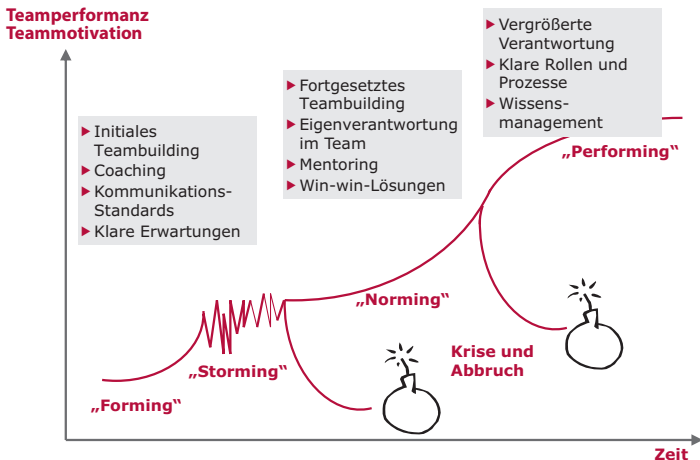 Teamperformanz
Teammotivation
▶ Initiales
Teambuilding
▶ Coaching
▶ Kommunikations-
Standards
▶ Klare Erwartungen
▶ Fortgesetztes
Teambuilding
▶ Eigenverantwortung
im Team
▶ Mentoring
▶ Win-win-Lösungen
▶ Vergrößerte
Verantwortung
▶ Klare Rollen und
Prozesse
▶ Wissens-
management
„Performing“
„Norming“
„Storming“
„Forming“
Krise und
Abbruch
Zeit